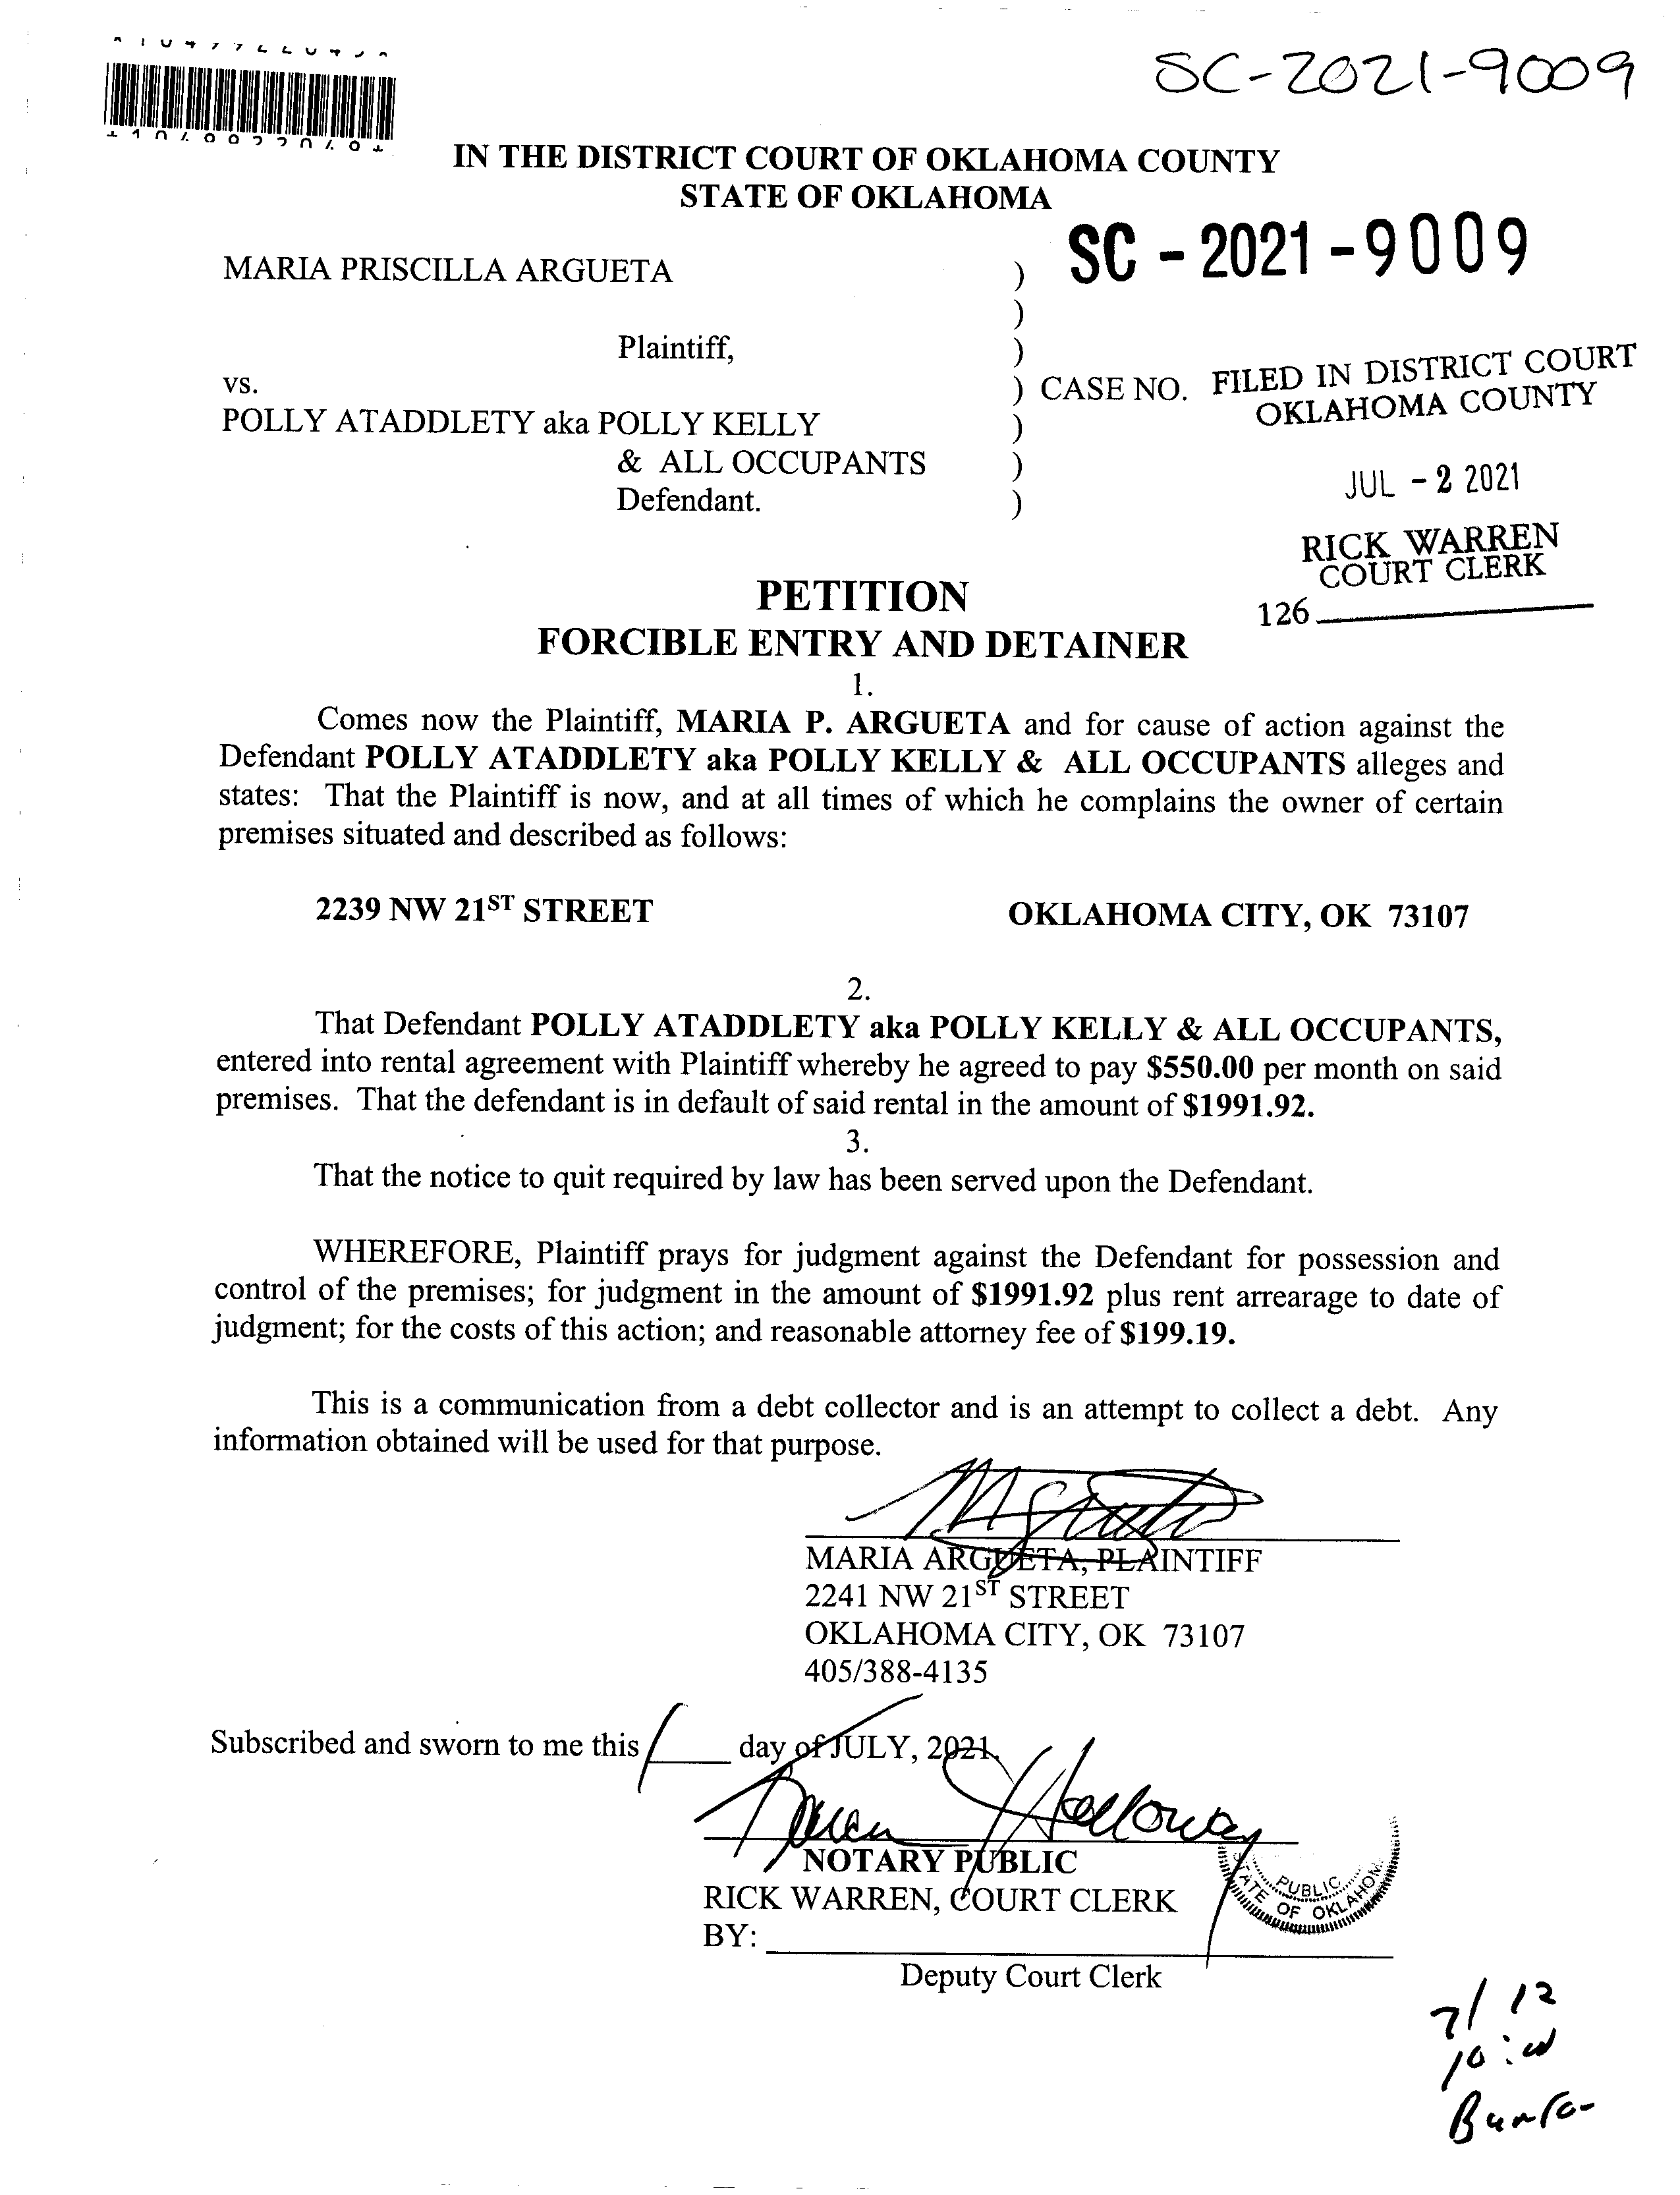 SC-2021-9009
IN THE DISTRICT COURT OF OKLAHOMA COUNTY
STATE OF OKLAHOMA
SC - 2021 - 9009
MARIA PRISCILLA ARGUETA )
)
Plaintiff, )
vs. ) CASE NO. FILED IN DISTRICT COURT
OKLAHOMA COUNTY
POLLY ATADDLETY aka POLLY KELLY )
& ALL OCCUPANTS )
JUL - 2 2021
Defendant. )
RICK WARREN
COURT CLERK
126
PETITION
FORCIBLE ENTRY AND DETAINER
1.
Comes now the Plaintiff, MARIA P. ARGUETA and for cause of action against the
Defendant POLLY ATADDLETY aka POLLY KELLY & ALL OCCUPANTS alleges and
states: That the Plaintiff is now, and at all times of which he complains the owner of certain
premises situated and described as follows:
2239 NW 21ST STREET OKLAHOMA CITY, OK 73107
2.
That Defendant POLLY ATADDLETY aka POLLY KELLY & ALL OCCUPANTS,
entered into rental agreement with Plaintiff whereby he agreed to pay $550.00 per month on said
premises. That the defendant is in default of said rental in the amount of $1991.92.
3.
That the notice to quit required by law has been served upon the Defendant.
WHEREFORE, Plaintiff prays for judgment against the Defendant for possession and
control of the premises; for judgment in the amount of $1991.92 plus rent arrearage to date of
judgment; for the costs of this action; and reasonable attorney fee of $199.19.
This is a communication from a debt collector and is an attempt to collect a debt. Any
information obtained will be used for that purpose.
MARIA ARGUETA, PLAINTIFF
2241 NW 21ST STREET
OKLAHOMA CITY, OK 73107
405/388-4135
Subscribed and sworn to me this 1 day of JULY, 2021.
Holloway
NOTARY PUBLIC
PUBLIC
STATE OF OKLAHOM
RICK WARREN, COURT CLERK
BY:
Deputy Court Clerk
7/12
10:00